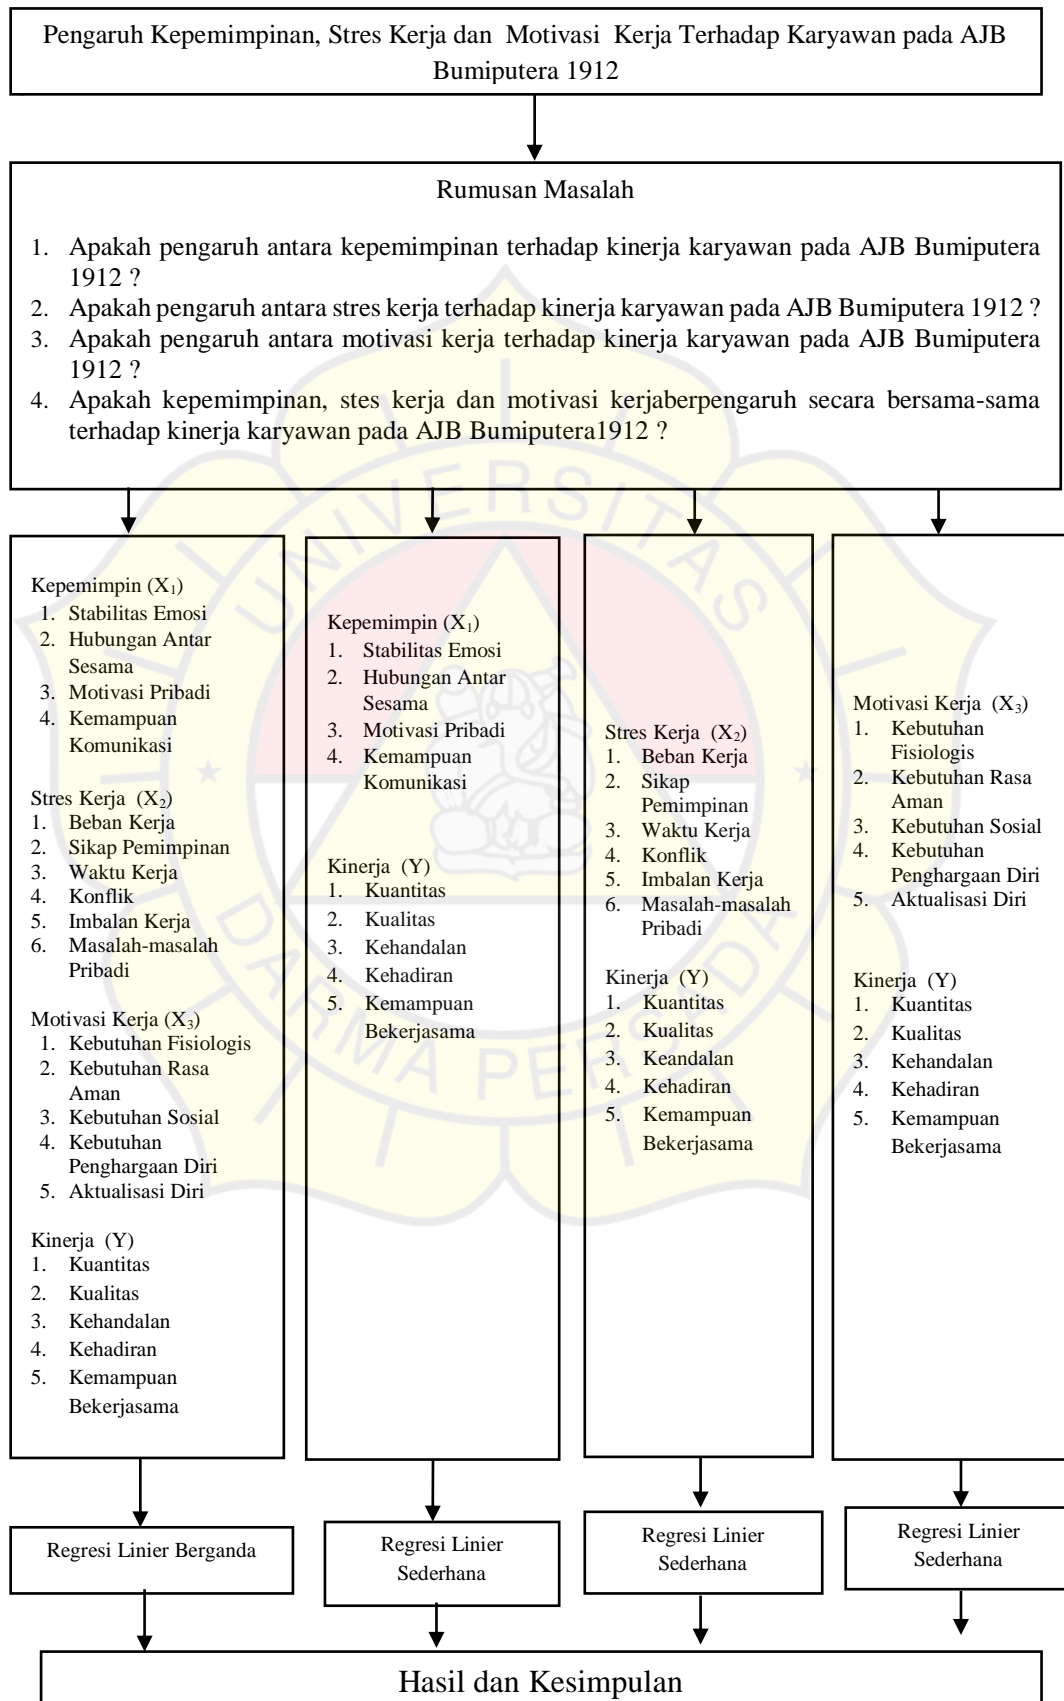 Pengaruh Kepemimpinan, Stres Kerja dan Motivasi Kerja Terhadap Karyawan pada AJB
Bumiputera 1912
Rumusan Masalah
1. Apakah pengaruh antara kepemimpinan terhadap kinerja karyawan pada AJB Bumiputera
1912 ?
2. Apakah pengaruh antara stres kerja terhadap kinerja karyawan pada AJB Bumiputera 1912 ?
3. Apakah pengaruh antara motivasi kerja terhadap kinerja karyawan pada AJB Bumiputera
1912 ?
4. Apakah kepemimpinan, stes kerja dan motivasi kerjaberpengaruh secara bersama-sama
terhadap kinerja karyawan pada AJB Bumiputera1912 ?
Kepemimpin (X₁)
1. Stabilitas Emosi
2. Hubungan Antar
Sesama
3. Motivasi Pribadi
4. Kemampuan
Komunikasi
Stres Kerja (X₂)
1. Beban Kerja
2. Sikap Pemimpinan
3. Waktu Kerja
4. Konflik
5. Imbalan Kerja
6. Masalah-masalah
Pribadi
Motivasi Kerja (X₃)
1. Kebutuhan Fisiologis
2. Kebutuhan Rasa
Aman
3. Kebutuhan Sosial
4. Kebutuhan
Penghargaan Diri
5. Aktualisasi Diri
Kinerja (Y)
1. Kuantitas
2. Kualitas
3. Kehandalan
4. Kehadiran
5. Kemampuan
Bekerjasama
Kepemimpin (X₁)
1. Stabilitas Emosi
2. Hubungan Antar
Sesama
3. Motivasi Pribadi
4. Kemampuan
Komunikasi
Kinerja (Y)
1. Kuantitas
2. Kualitas
3. Kehandalan
4. Kehadiran
5. Kemampuan
Bekerjasama
Stres Kerja (X₂)
1. Beban Kerja
2. Sikap
Pemimpinan
3. Waktu Kerja
4. Konflik
5. Imbalan Kerja
6. Masalah-masalah
Pribadi
Kinerja (Y)
1. Kuantitas
2. Kualitas
3. Keandalan
4. Kehadiran
5. Kemampuan
Bekerjasama
Motivasi Kerja (X₃)
1. Kebutuhan
Fisiologis
2. Kebutuhan Rasa
Aman
3. Kebutuhan Sosial
4. Kebutuhan
Penghargaan Diri
5. Aktualisasi Diri
Kinerja (Y)
1. Kuantitas
2. Kualitas
3. Kehandalan
4. Kehadiran
5. Kemampuan
Bekerjasama
Regresi Linier Berganda
Regresi Linier
Sederhana
Regresi Linier
Sederhana
Regresi Linier
Sederhana
Hasil dan Kesimpulan
UNIVERSITAS
DARMA PERSADA